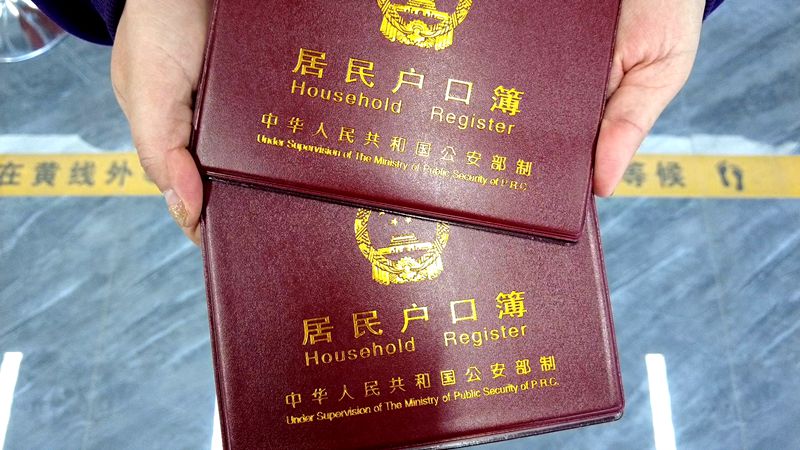 居民户口簿
Household Register
中华人民共和国公安部制
Under Supervision of The Ministry of Public Security of P.R.C.
在黄线外
等候
居民户口簿
Household Register
中华人民共和国公安部制
Under Supervision of The Ministry of Public Security of P.R.C.